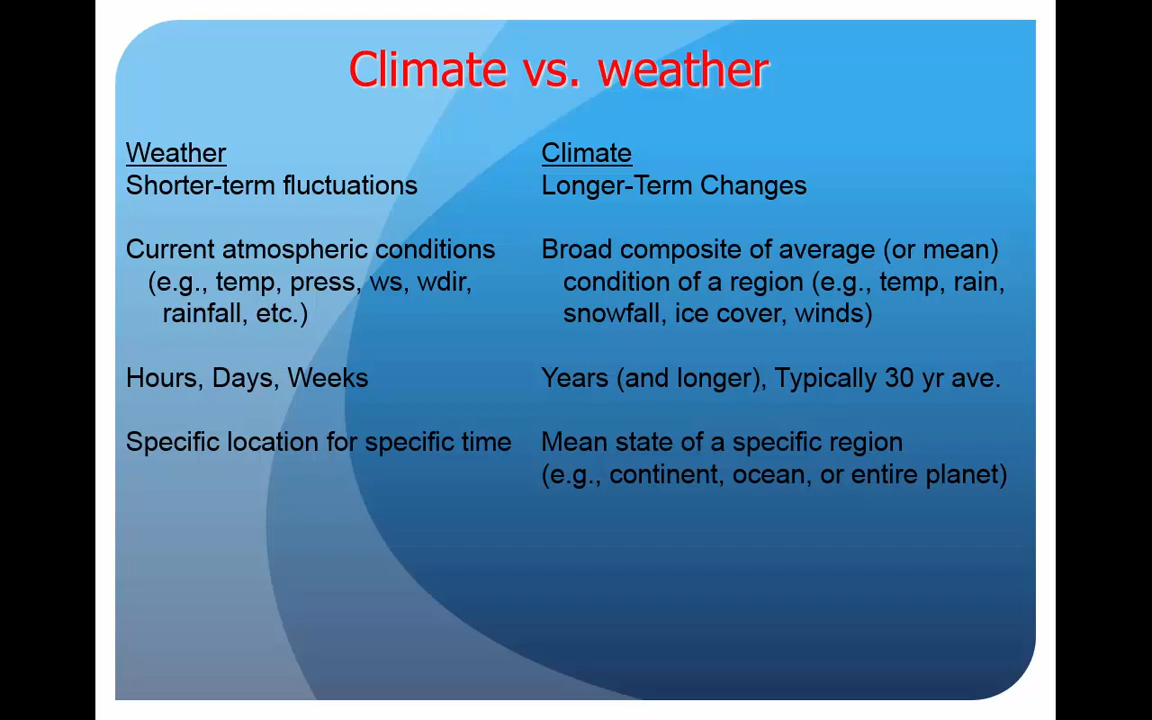 Climate vs. weather
Weather
Shorter-term fluctuations
Current atmospheric conditions
(e.g., temp, press, ws, wdir,
rainfall, etc.)
Hours, Days, Weeks
Specific location for specific time
Climate
Longer-Term Changes
Broad composite of average (or mean)
condition of a region (e.g., temp, rain,
snowfall, ice cover, winds)
Years (and longer), Typically 30 yr ave.
Mean state of a specific region
(e.g., continent, ocean, or entire planet)